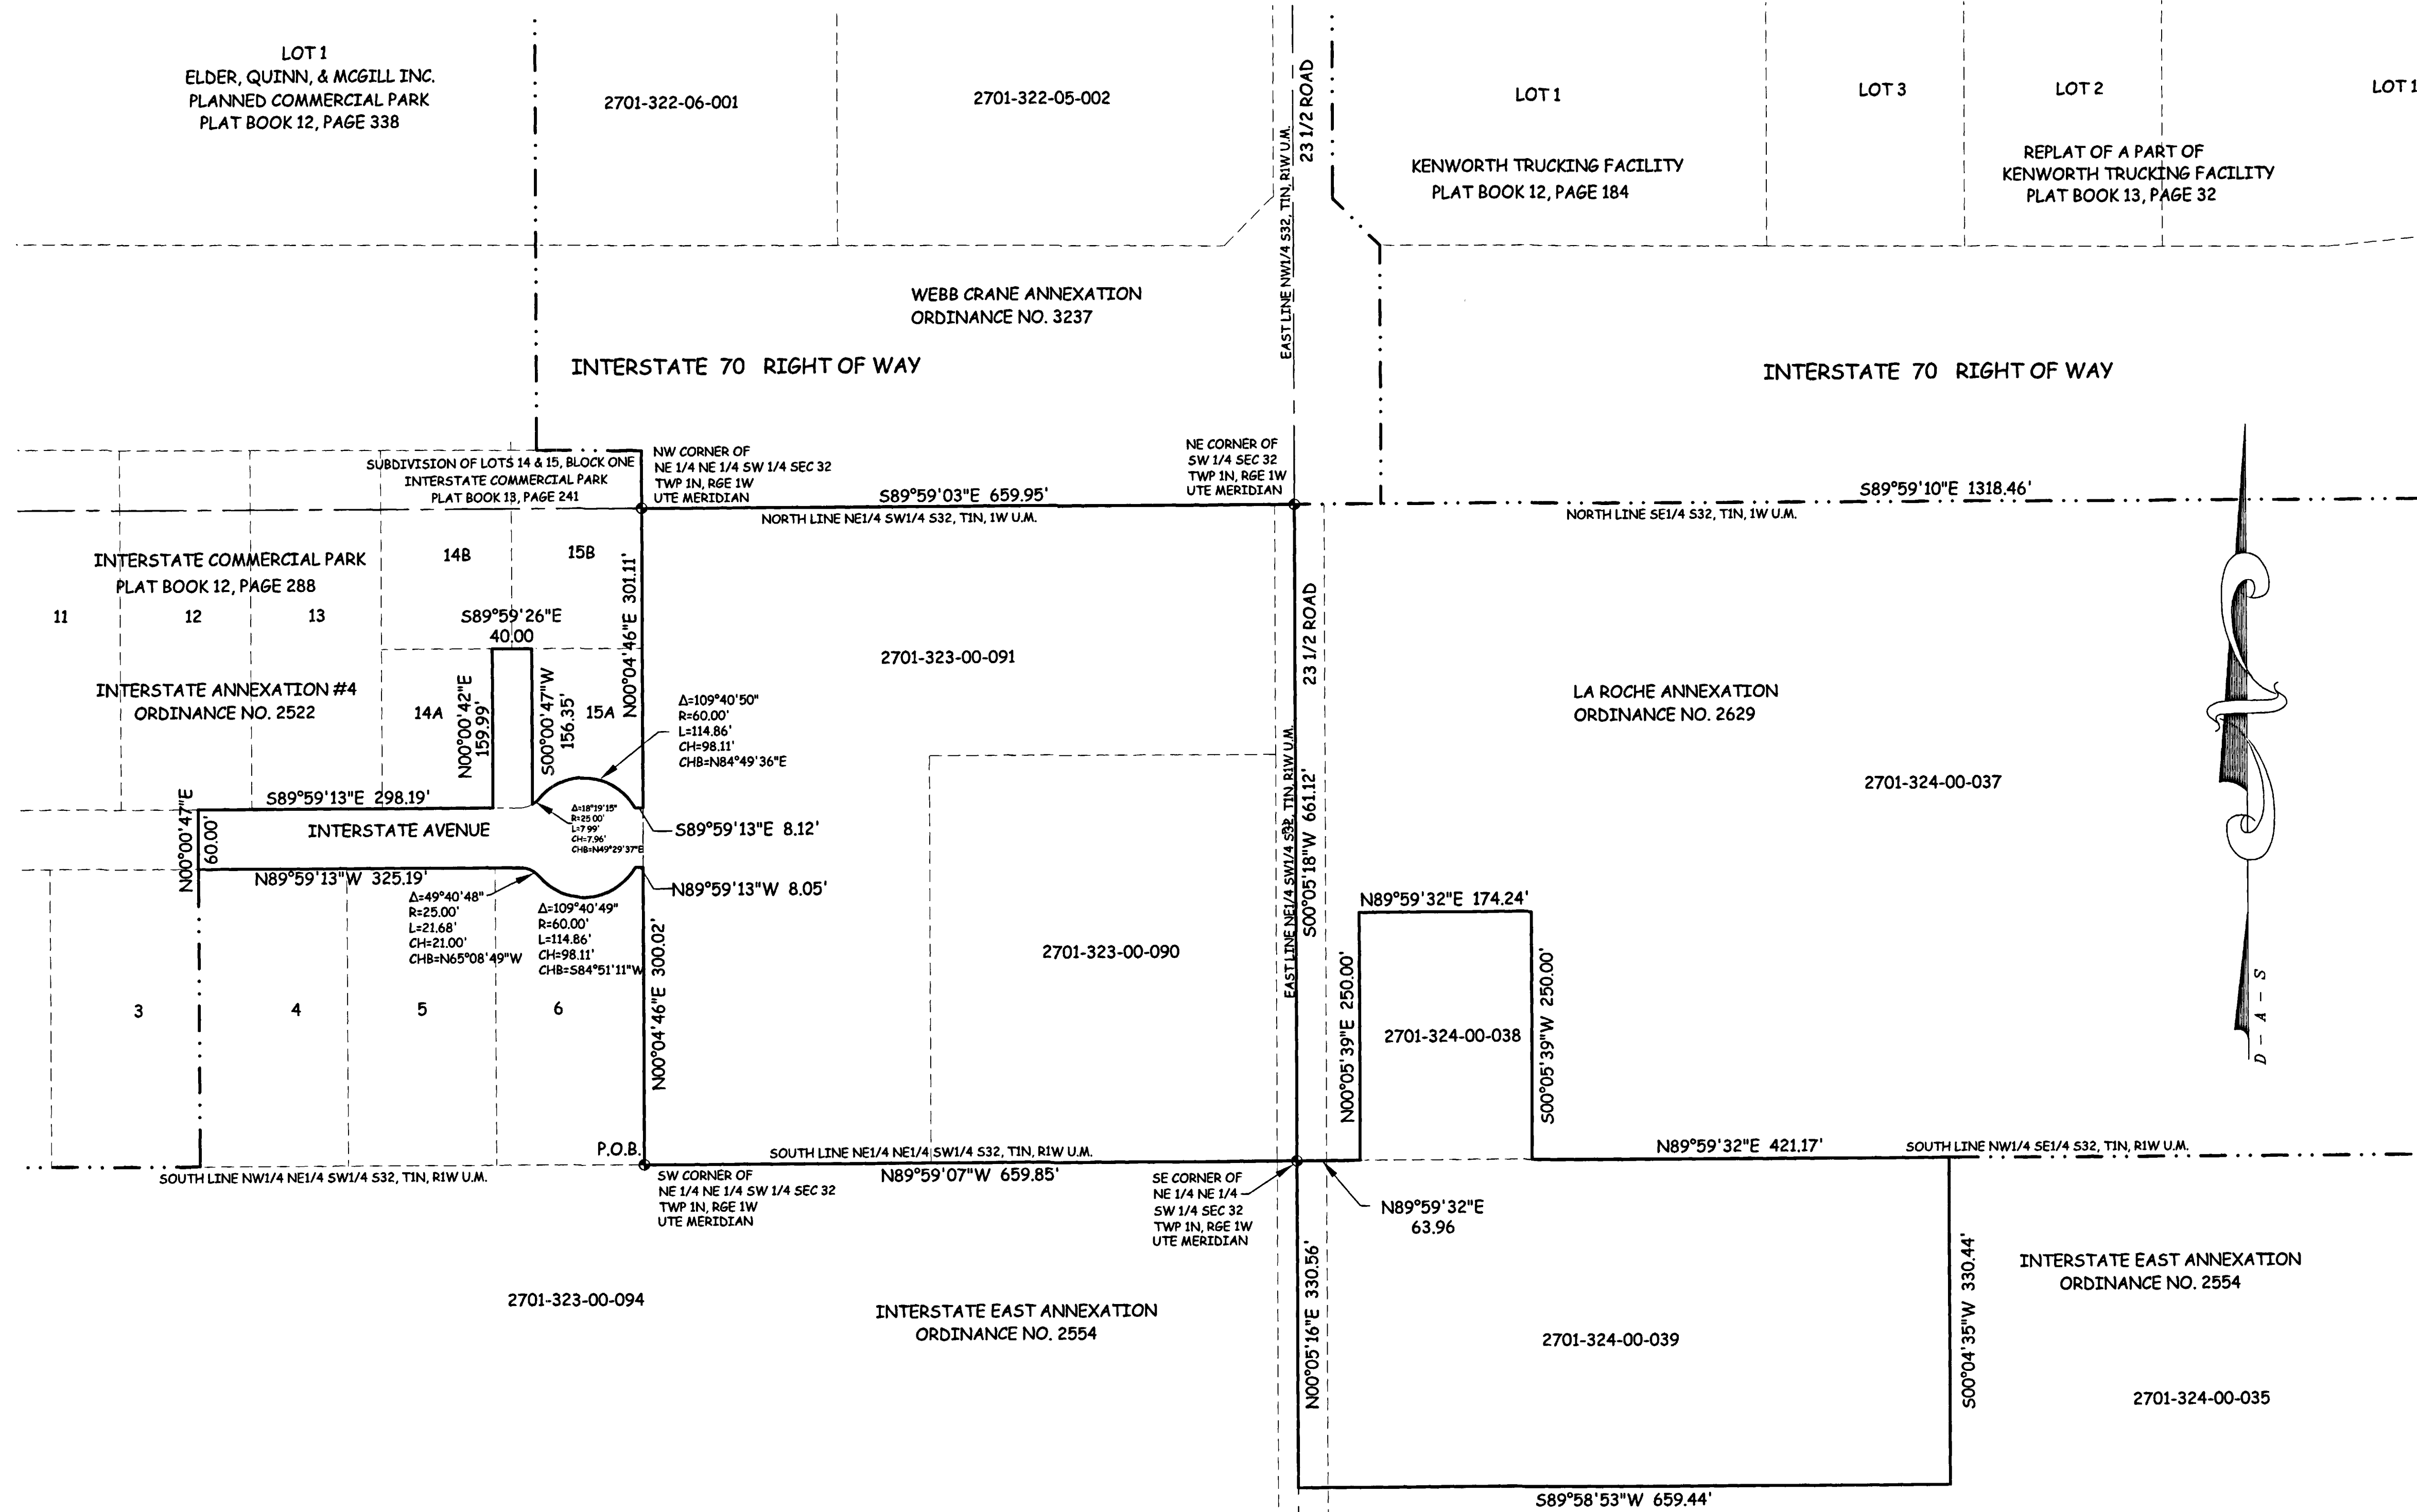 LOT 1
ELDER, QUINN, & MCGILL INC.
PLANNED COMMERCIAL PARK
PLAT BOOK 12, PAGE 338
2701-322-06-001
2701-322-05-002
EAST LINE NW1/4 S32, T1N, R1W U.M.
23 1/2 ROAD
LOT 1
KENWORTH TRUCKING FACILITY
PLAT BOOK 12, PAGE 184
LOT 3
LOT 2
LOT 1
REPLAT OF A PART OF
KENWORTH TRUCKING FACILITY
PLAT BOOK 13, PAGE 32
WEBB CRANE ANNEXATION
ORDINANCE NO. 3237
INTERSTATE 70 RIGHT OF WAY
INTERSTATE 70 RIGHT OF WAY
SUBDIVISION OF LOTS 14 & 15, BLOCK ONE
INTERSTATE COMMERCIAL PARK
PLAT BOOK 13, PAGE 241
NW CORNER OF
NE 1/4 NE 1/4 SW 1/4 SEC 32
TWP 1N, RGE 1W
UTE MERIDIAN
S89°59'03"E 659.95'
NORTH LINE NE1/4 SW1/4 S32, T1N, 1W U.M.
NE CORNER OF
SW 1/4 SEC 32
TWP 1N, RGE 1W
UTE MERIDIAN
S89°59'10"E 1318.46'
NORTH LINE SE1/4 S32, T1N, 1W U.M.
INTERSTATE COMMERCIAL PARK
PLAT BOOK 12, PAGE 288
11
12
13
14B
15B
S89°59'26"E
40.00
N00°04'46"E 301.11'
2701-323-00-091
23 1/2 ROAD
INTERSTATE ANNEXATION #4
ORDINANCE NO. 2522
14A
N00°00'42"E
159.99'
S00°00'47"W
156.35'
15A
Δ=109°40'50"
R=60.00'
L=114.86'
CH=98.11'
CHB=N84°49'36"E
LA ROCHE ANNEXATION
ORDINANCE NO. 2629
2701-324-00-037
EAST LINE NE1/4 SW1/4 S32, T1N, R1W U.M.
S00°05'18"W 661.12'
N00°00'47"E
60.00'
S89°59'13"E 298.19'
INTERSTATE AVENUE
Δ=18°19'15"
R=25.00'
L=7.99'
CH=7.96'
CHB=N49°29'37"E
S89°59'13"E 8.12'
N89°59'13"W 325.19'
N89°59'13"W 8.05'
Δ=49°40'48"
R=25.00'
L=21.68'
CH=21.00'
CHB=N65°08'49"W
Δ=109°40'49"
R=60.00'
L=114.86'
CH=98.11'
CHB=S84°51'11"W
N00°04'46"E 300.02'
2701-323-00-090
N89°59'32"E 174.24'
N00°05'39"E 250.00'
2701-324-00-038
S00°05'39"W 250.00'
D - A - S
3
4
5
6
P.O.B.
SOUTH LINE NW1/4 NE1/4 SW1/4 S32, T1N, R1W U.M.
SOUTH LINE NE1/4 NE1/4 SW1/4 S32, T1N, R1W U.M.
N89°59'07"W 659.85'
SW CORNER OF
NE 1/4 NE 1/4 SW 1/4 SEC 32
TWP 1N, RGE 1W
UTE MERIDIAN
SE CORNER OF
NE 1/4 NE 1/4
SW 1/4 SEC 32
TWP 1N, RGE 1W
UTE MERIDIAN
N89°59'32"E
63.96
N89°59'32"E 421.17'
SOUTH LINE NW1/4 SE1/4 S32, T1N, R1W U.M.
2701-323-00-094
INTERSTATE EAST ANNEXATION
ORDINANCE NO. 2554
N00°05'16"E 330.56'
2701-324-00-039
S00°04'35"W 330.44'
INTERSTATE EAST ANNEXATION
ORDINANCE NO. 2554
2701-324-00-035
S89°58'53"W 659.44'